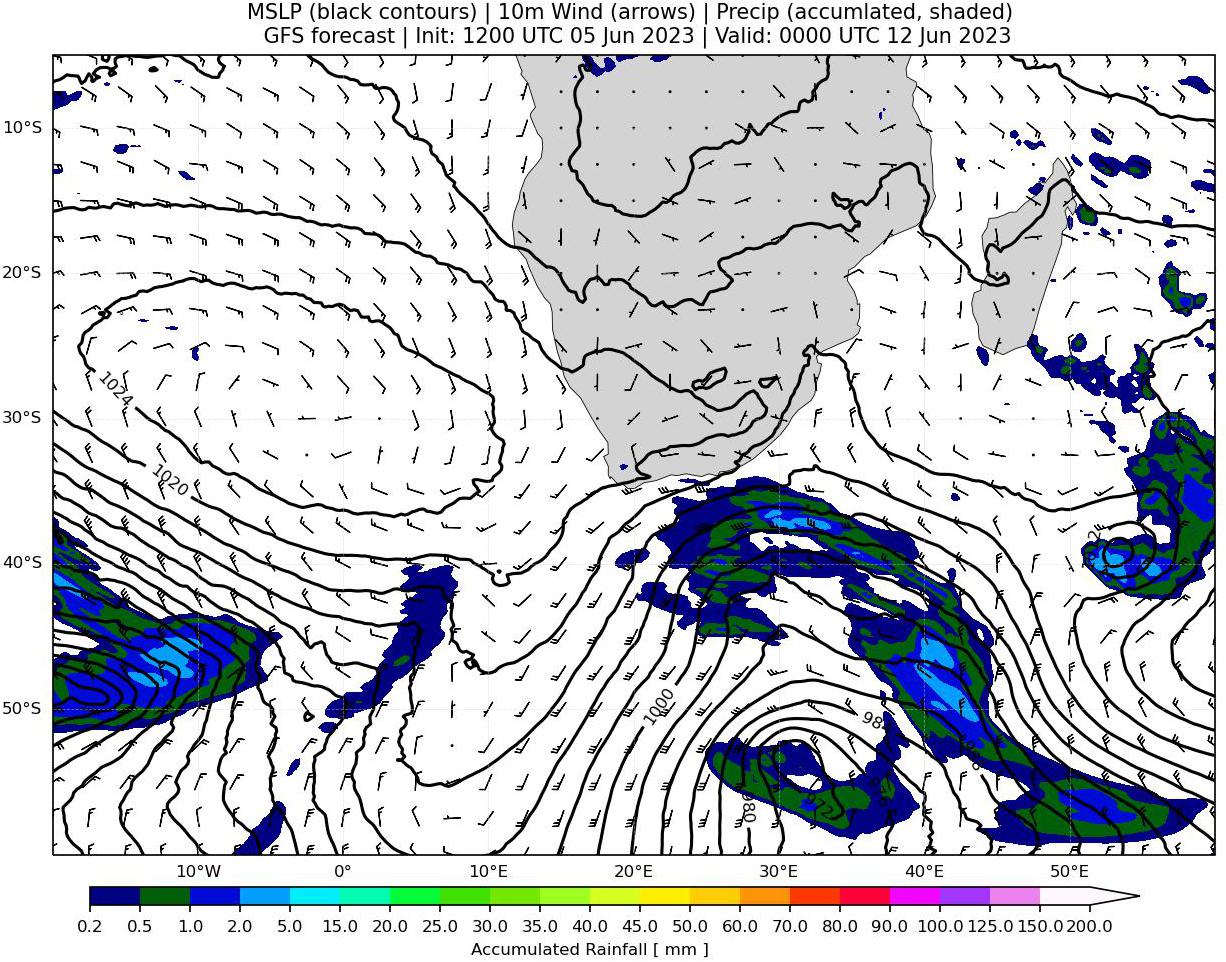 MSLP (black contours) | 10m Wind (arrows) | Precip (accumlated, shaded)
GFS forecast | Init: 1200 UTC 05 Jun 2023 | Valid: 0000 UTC 12 Jun 2023
10°S
20°S
30°S
40°S
50°S
1024
1020
1000
980
972
10°W 0° 10°E 20°E 30°E 40°E 50°E
0.2 0.5 1.0 2.0 5.0 10.0 15.0 20.0 25.0 30.0 35.0 40.0 45.0 50.0 60.0 70.0 80.0 90.0 100.0 125.0 150.0 200.0
Accumulated Rainfall [ mm ]